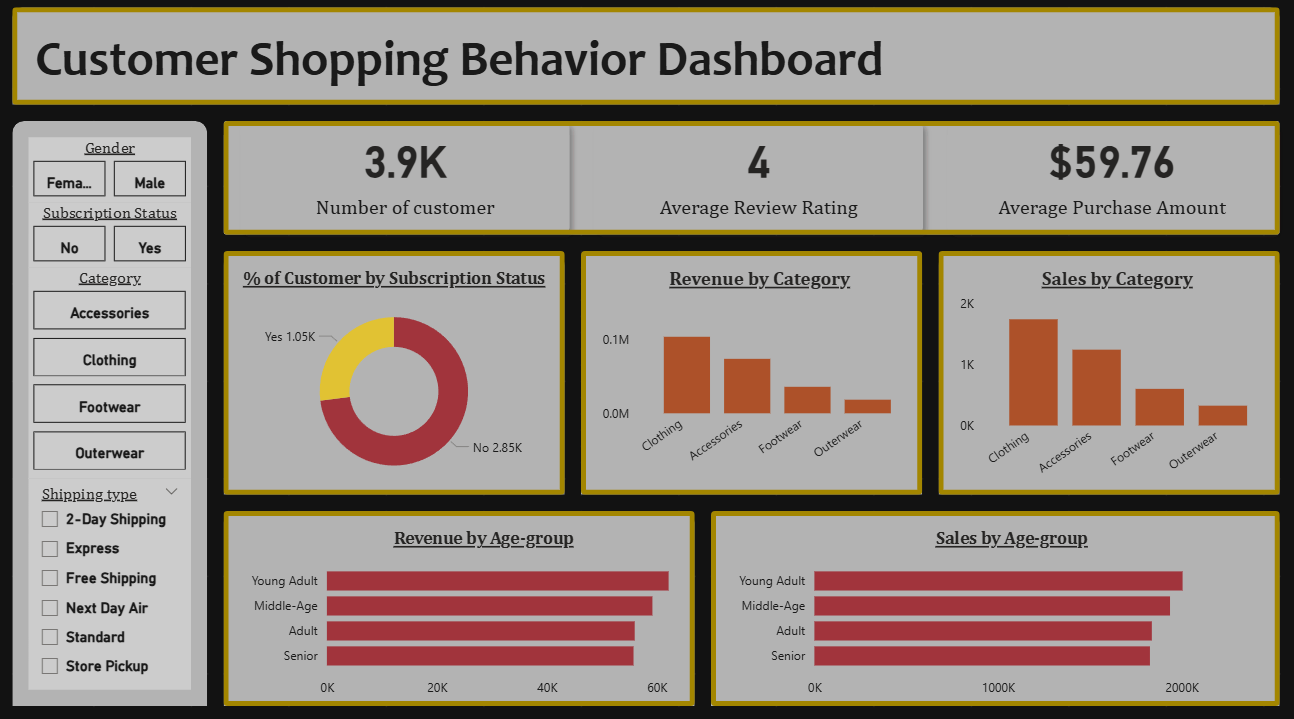 Customer Shopping Behavior Dashboard
Gender
Fema...
Male
Subscription Status
No
Yes
Category
Accessories
Clothing
Footwear
Outerwear
Shipping type
2-Day Shipping
Express
Free Shipping
Next Day Air
Standard
Store Pickup
3.9K
Number of customer
4
Average Review Rating
$59.76
Average Purchase Amount
% of Customer by Subscription Status
Yes 1.05K
No 2.85K
Revenue by Category
0.1M
0.0M
Clothing
Accessories
Footwear
Outerwear
Sales by Category
2K
1K
0K
Clothing
Accessories
Footwear
Outerwear
Revenue by Age-group
Young Adult
Middle-Age
Adult
Senior
0K 20K 40K 60K
Sales by Age-group
Young Adult
Middle-Age
Adult
Senior
0K 1000K 2000K